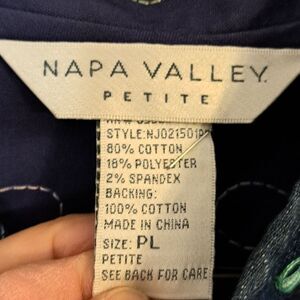 NAPA VALLEY
PETITE
80% COTTON
18% POLYESTER
2% SPANDEX
BACKING:
100% COTTON
MADE IN CHINA
SIZE: PL
PETITE
SEE BACK FOR CARE